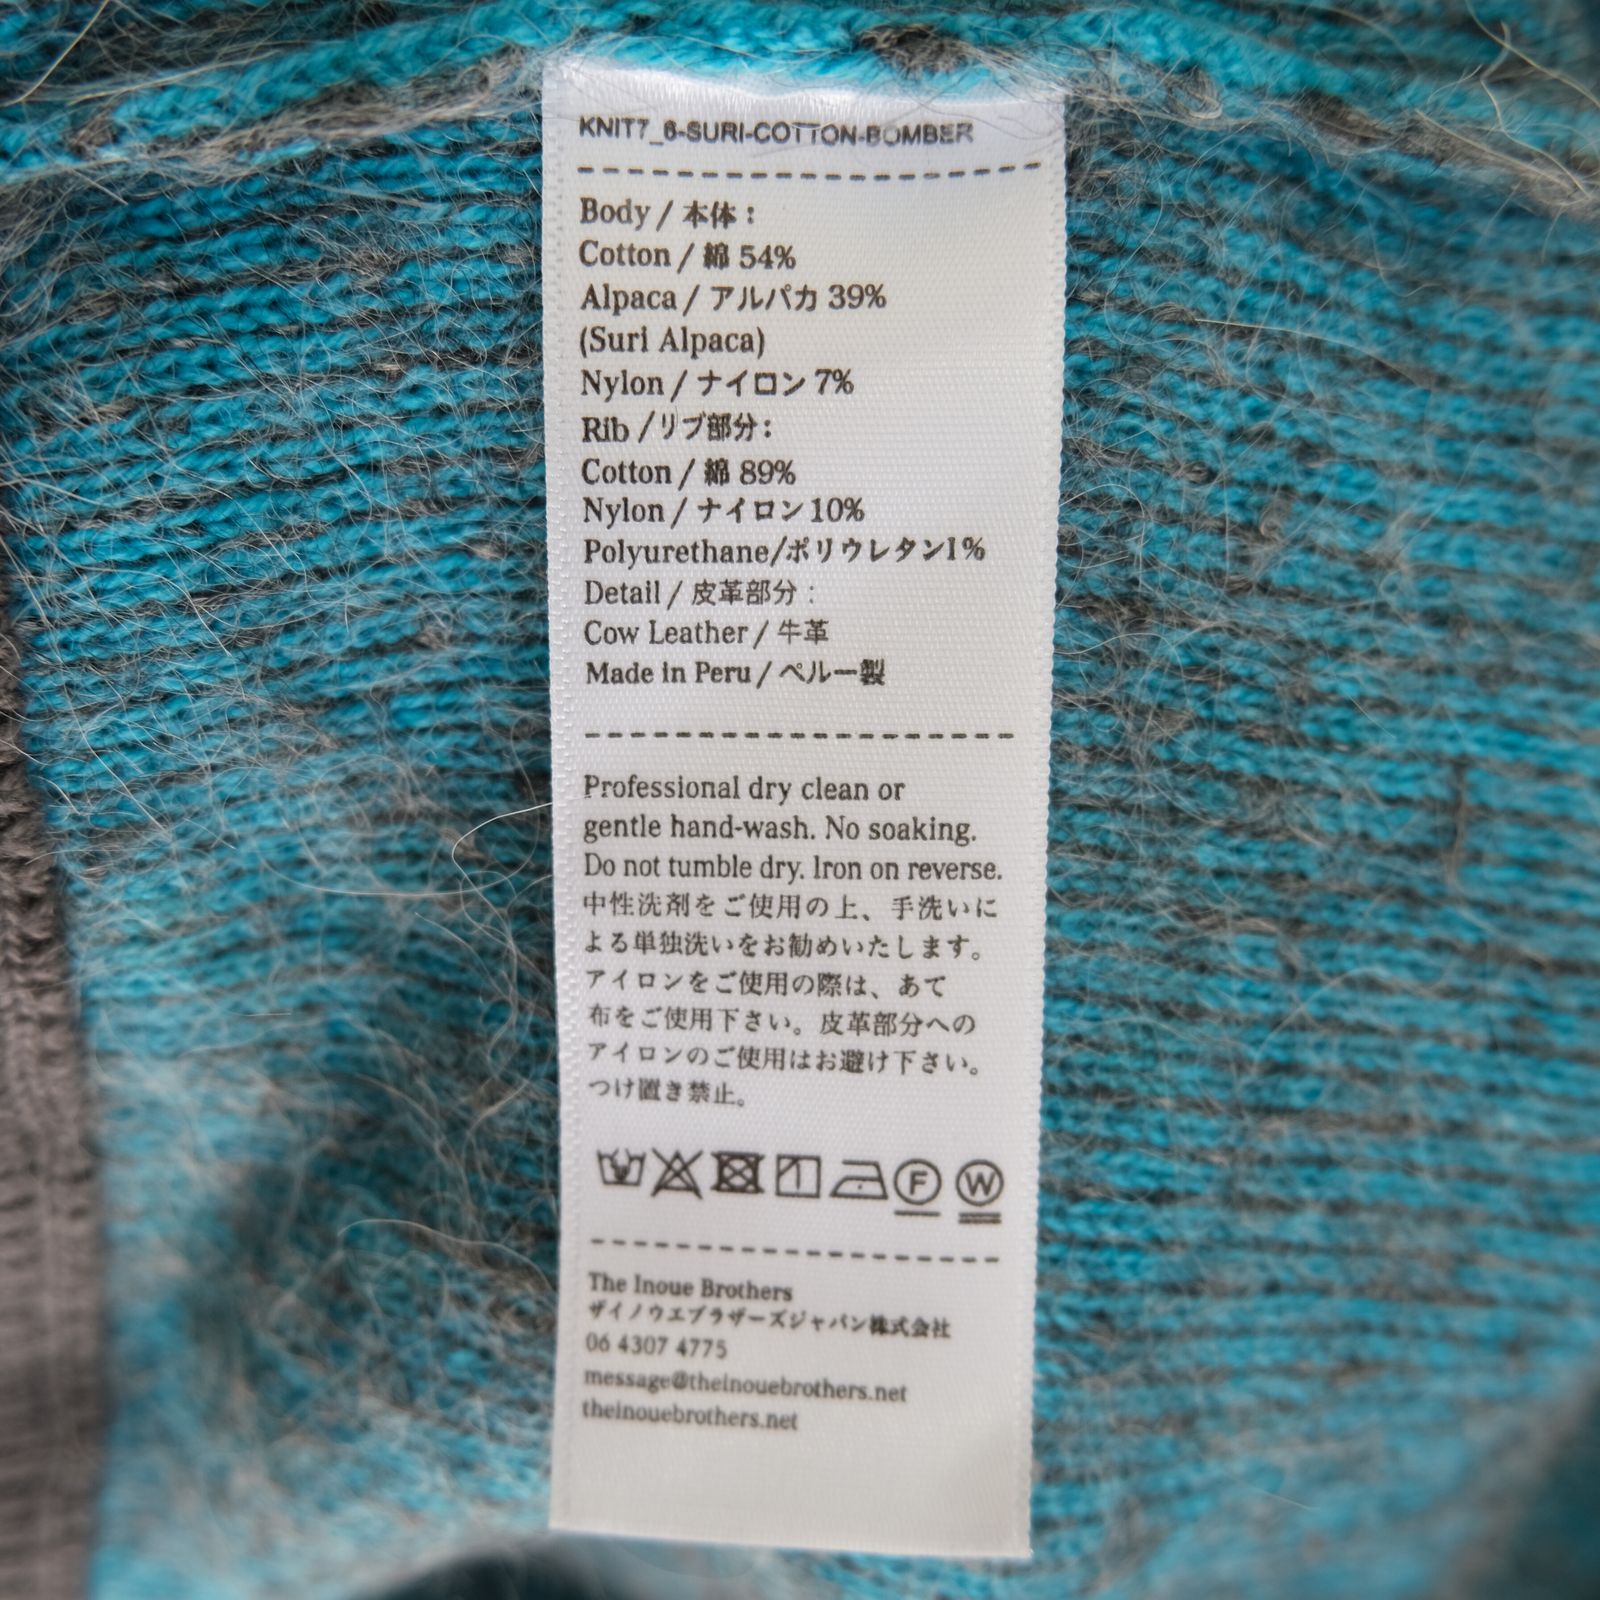 KNIT7_6-SURI-COTTON-BOMBER
Body / 本体 :
Cotton / 綿 54%
Alpaca / アルパカ 39%
(Suri Alpaca)
Nylon / ナイロン 7%
Rib / リブ部分 :
Cotton / 綿 89%
Nylon / ナイロン 10%
Polyurethane/ポリウレタン1%
Detail / 皮革部分 :
Cow Leather / 牛革
Made in Peru / ペルー製
Professional dry clean or
gentle hand-wash. No soaking.
Do not tumble dry. Iron on reverse.
中性洗剤をご使用の上、手洗いに
よる単独洗いをお勧めいたします。
アイロンをご使用の際は、あて
布をご使用下さい。皮革部分への
アイロンのご使用はお避け下さい。
つけ置き禁止。
F W
The Inoue Brothers
ザイノウエブラザーズジャパン株式会社
06 4307 4775
message@theinouebrothers.net
theinouebrothers.net